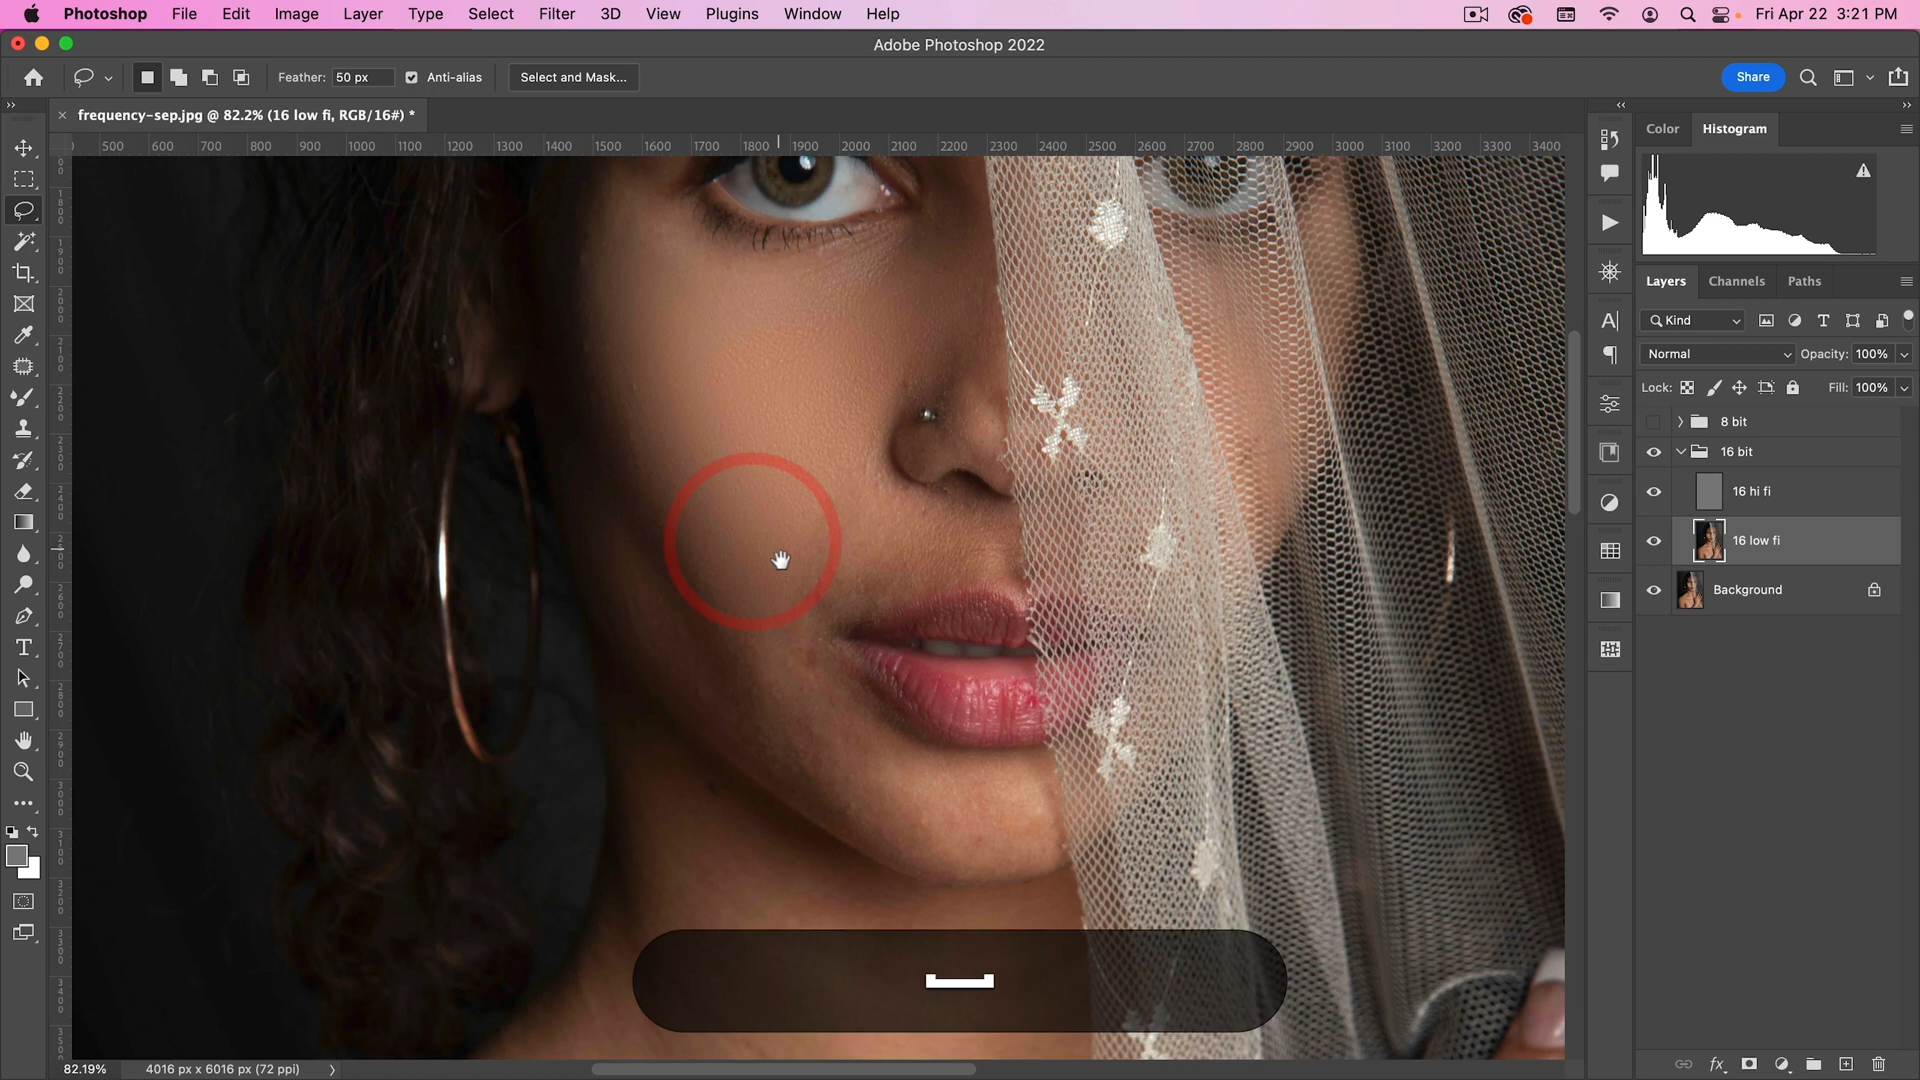 Photoshop File Edit Image Layer Type Select Filter 3D View Plugins Window Help Fri Apr 22 3:21 PM
Adobe Photoshop 2022
Feather: 50 px Anti-alias Select and Mask... Share
frequency-sep.jpg @ 82.2% (16 low fi, RGB/16#) *
500 600 700 800 900 1000 1100 1200 1300 1400 1500 1600 1700 1800 1900 2000 2100 2200 2300 2400 2500 2600 2700 2800 2900 3000 3100 3200 3300 3400
Color Histogram
Layers Channels Paths
Kind
Normal Opacity: 100%
Lock: Fill: 100%
8 bit
16 bit
16 hi fi
16 low fi
Background
82.19% 4016 px x 6016 px (72 ppi)